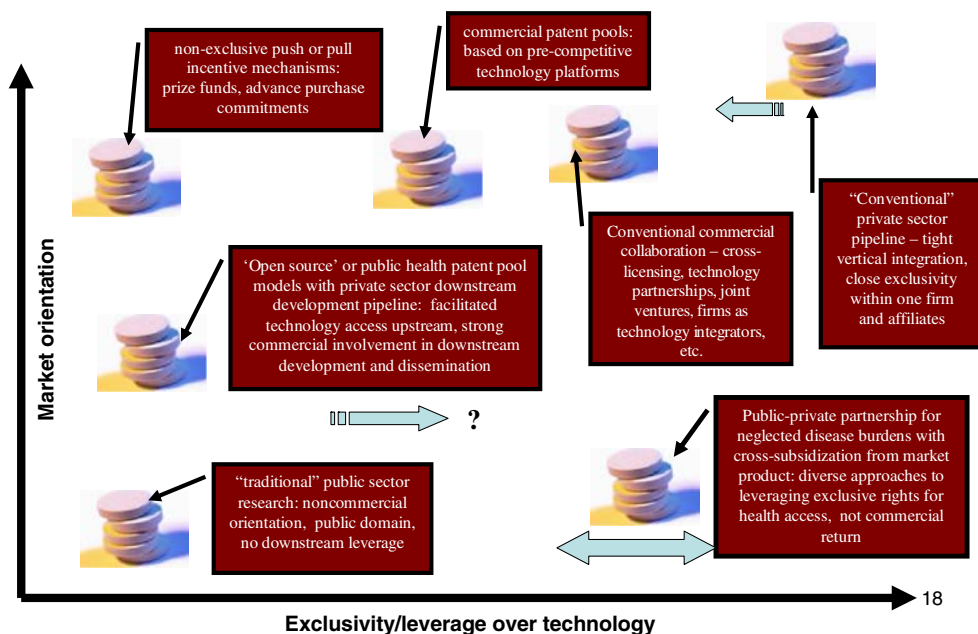 non-exclusive push or pull
incentive mechanisms:
prize funds, advance purchase
commitments
commercial patent pools:
based on pre-competitive
technology platforms
“Conventional”
private sector
pipeline – tight
vertical integration,
close exclusivity
within one firm
and affiliates
Conventional commercial
collaboration – cross-
licensing, technology
partnerships, joint
ventures, firms as
technology integrators,
etc.
‘Open source’ or public health patent pool
models with private sector downstream
development pipeline: facilitated
technology access upstream, strong
commercial involvement in downstream
development and dissemination
?
Public-private partnership for
neglected disease burdens with
cross-subsidization from market
product: diverse approaches to
leveraging exclusive rights for
health access, not commercial
return
“traditional” public sector
research: noncommercial
orientation, public domain,
no downstream leverage
Market orientation
Exclusivity/leverage over technology
18